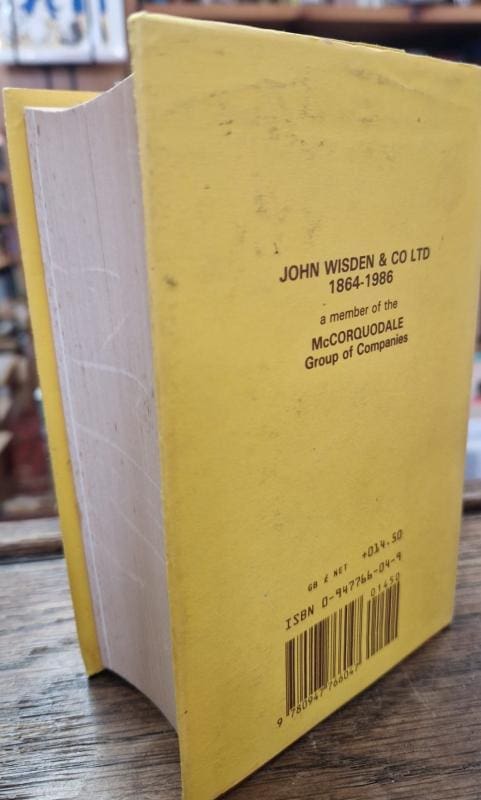 JOHN WISDEN & CO LTD
1864-1986
a member of the
McCORQUODALE
Group of Companies
GB £ NET +014.50
ISBN 0-947766-04-9
01450
9 780947 766047